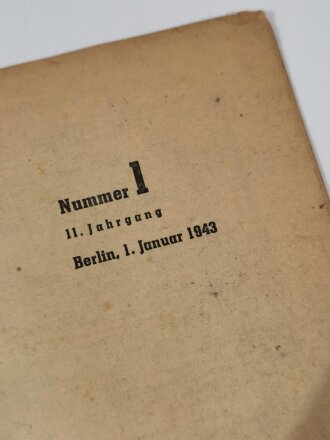 Nummer 1
11. Jahrgang
Berlin, 1. Januar 1943